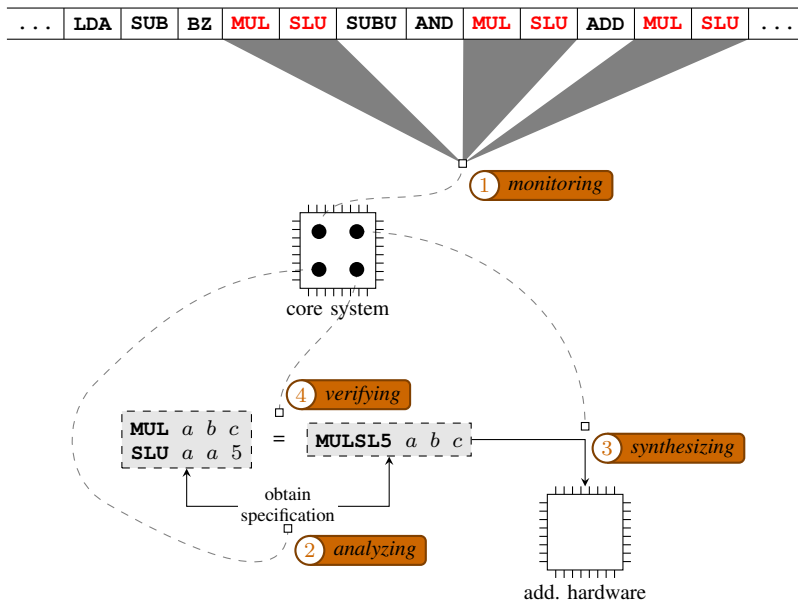 ... LDA SUB BZ MUL SLU SUBU AND MUL SLU ADD MUL SLU ...
1 monitoring
core system
4 verifying
MUL a b c
SLU a a 5
=
MULSL5 a b c
3 synthesizing
obtain
specification
2 analyzing
add. hardware